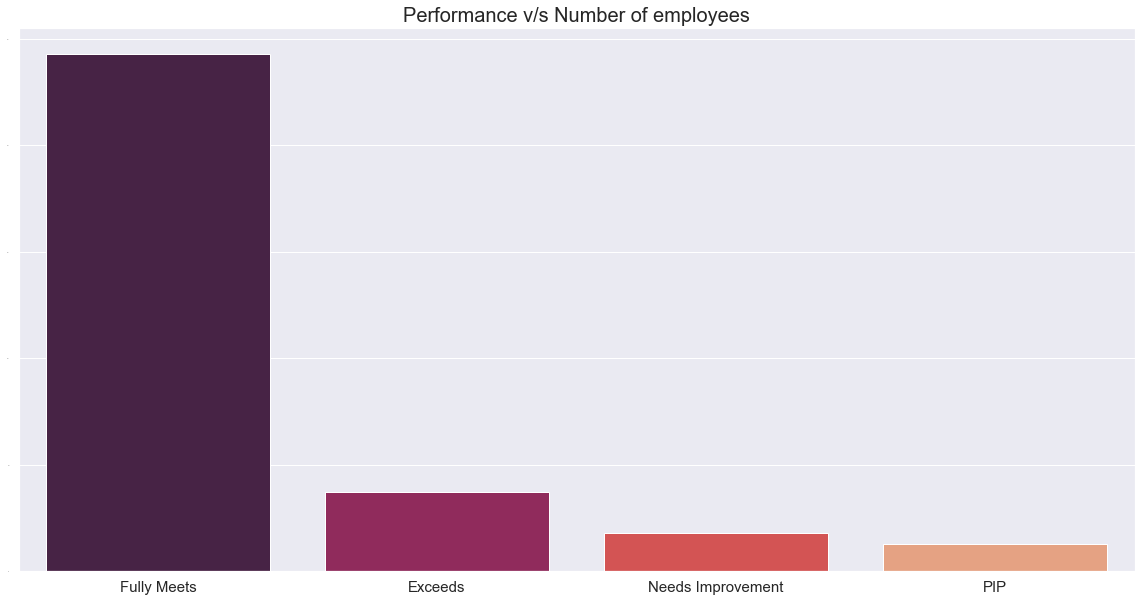 Performance v/s Number of employees
Fully Meets
Exceeds
Needs Improvement
PIP